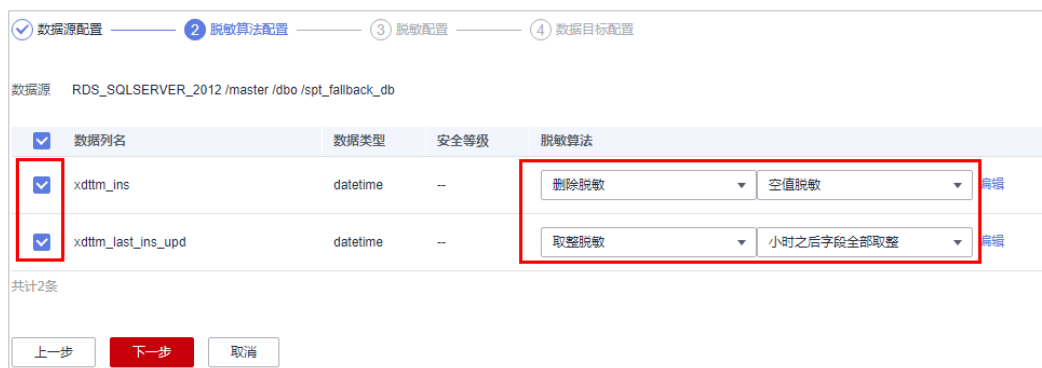 数据源配置 2 脱敏算法配置 3 脱敏配置 4 数据目标配置
数据源 RDS_SQLSERVER_2012 /master /dbo /spt_fallback_db
数据列名 数据类型 安全等级 脱敏算法
xdttm_ins datetime -- 删除脱敏 空值脱敏 编辑
xdttm_last_ins_upd datetime -- 取整脱敏 小时之后字段全部取整 编辑
共计2条
上一步 下一步 取消